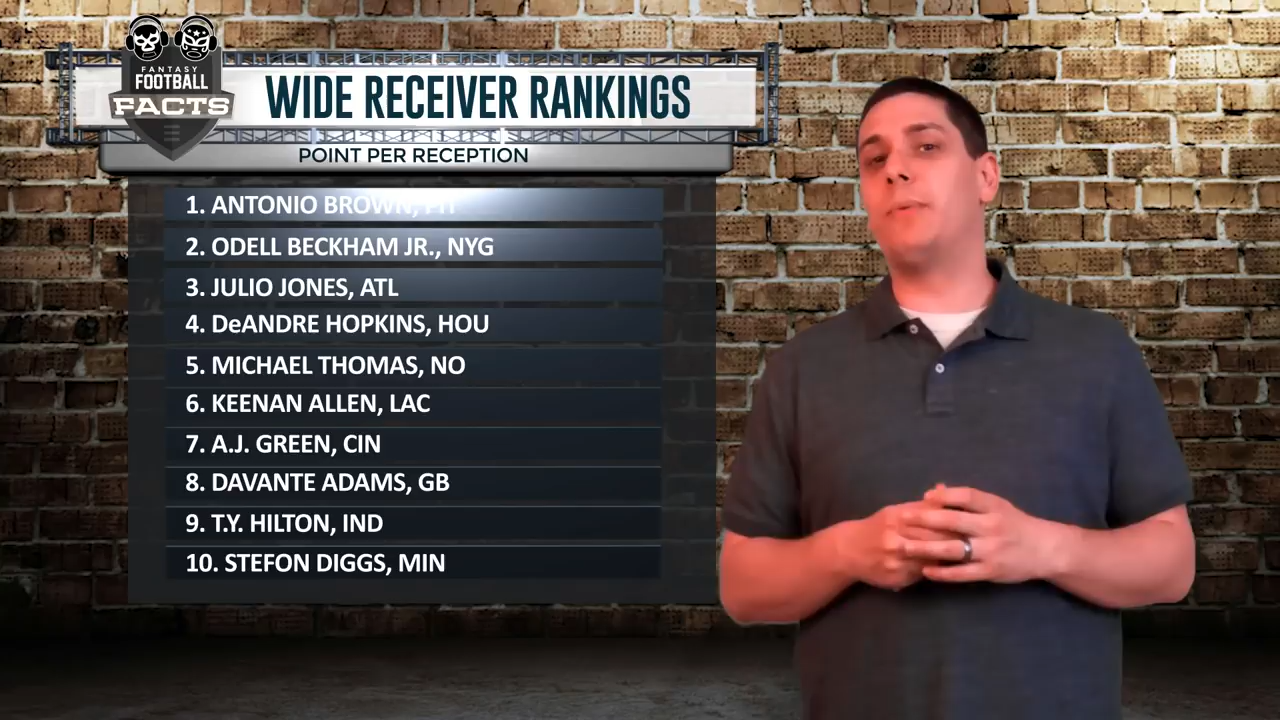 FANTASY
FOOTBALL
FACTS
WIDE RECEIVER RANKINGS
POINT PER RECEPTION
1. ANTONIO BROWN,
2. ODELL BECKHAM JR., NYG
3. JULIO JONES, ATL
4. DeANDRE HOPKINS, HOU
5. MICHAEL THOMAS, NO
6. KEENAN ALLEN, LAC
7. A.J. GREEN, CIN
8. DAVANTE ADAMS, GB
9. T.Y. HILTON, IND
10. STEFON DIGGS, MIN